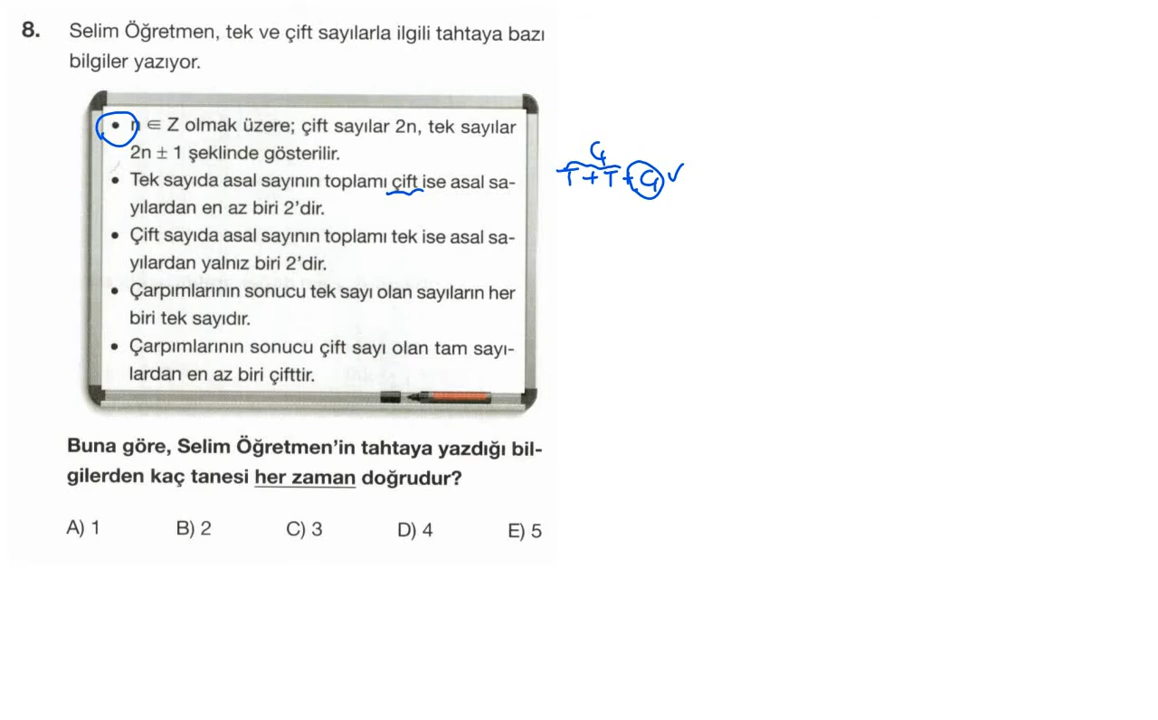 8. Selim Öğretmen, tek ve çift sayılarla ilgili tahtaya bazı
bilgiler yazıyor.
• n ∈ Z olmak üzere; çift sayılar 2n, tek sayılar
2n ± 1 şeklinde gösterilir.
Ç
T+T+Ç✓
• Tek sayıda asal sayının toplamı çift ise asal sa-
yılardan en az biri 2'dir.
• Çift sayıda asal sayının toplamı tek ise asal sa-
yılardan yalnız biri 2'dir.
• Çarpımlarının sonucu tek sayı olan sayıların her
biri tek sayıdır.
• Çarpımlarının sonucu çift sayı olan tam sayı-
lardan en az biri çifttir.
Buna göre, Selim Öğretmen'in tahtaya yazdığı bil-
gilerden kaç tanesi her zaman doğrudur?
A) 1 B) 2 C) 3 D) 4 E) 5